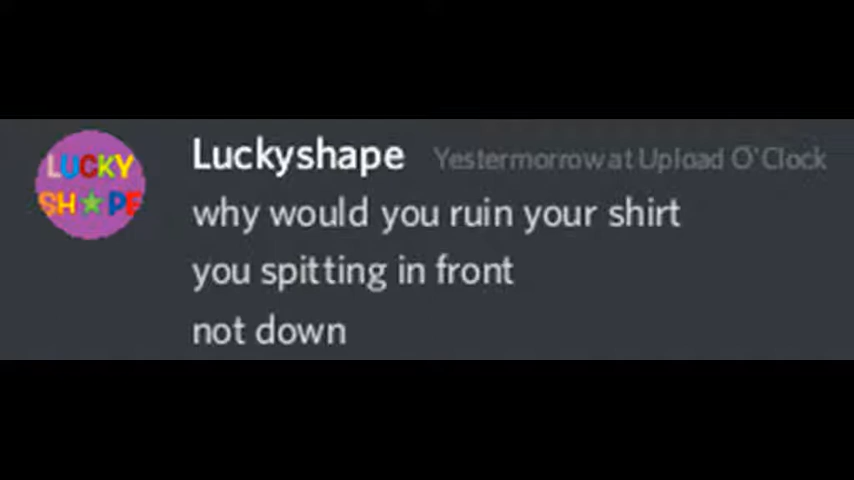 LUCKY
SH★PE
Luckyshape Yestermorrow at Upload O'Clock
why would you ruin your shirt
you spitting in front
not down